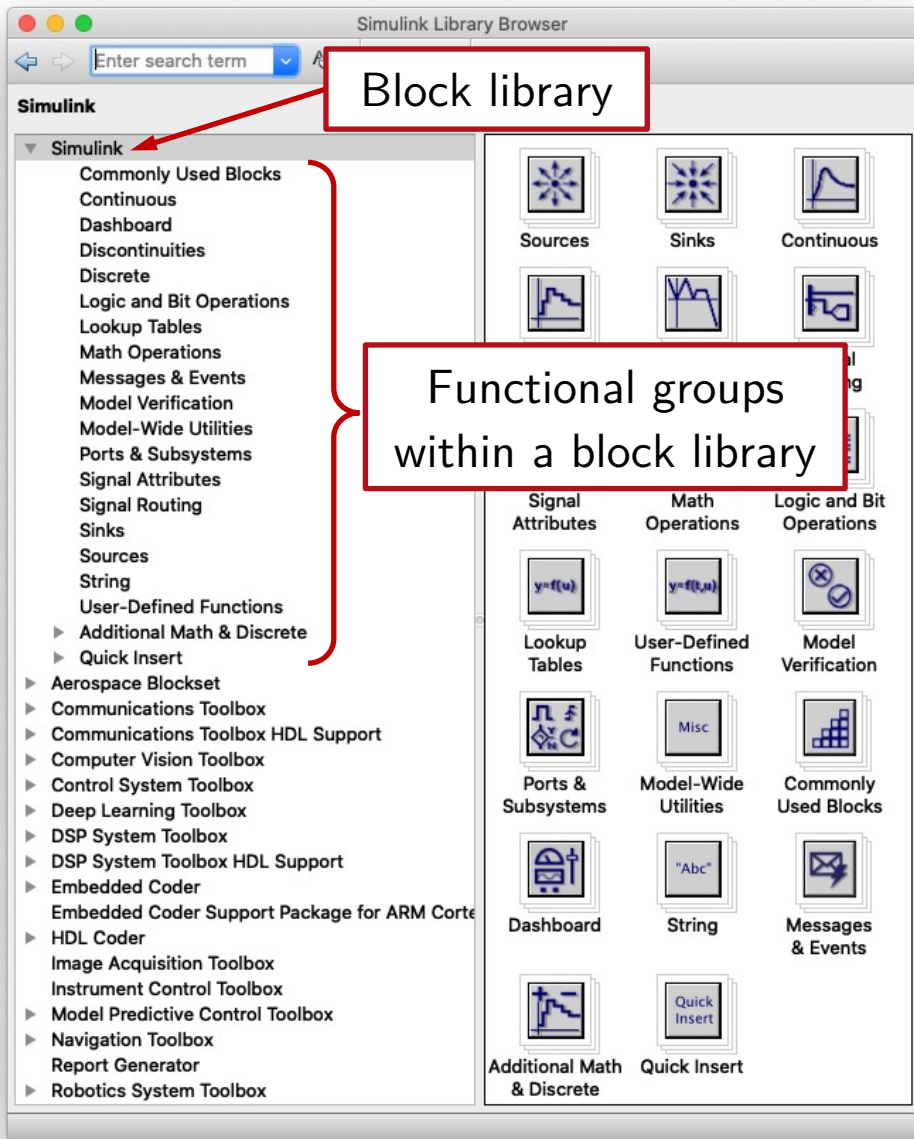 Simulink Library Browser
Enter search term
Block library
Simulink
Simulink
Commonly Used Blocks
Continuous
Dashboard
Discontinuities
Discrete
Logic and Bit Operations
Lookup Tables
Math Operations
Messages & Events
Model Verification
Model-Wide Utilities
Ports & Subsystems
Signal Attributes
Signal Routing
Sinks
Sources
String
User-Defined Functions
Additional Math & Discrete
Quick Insert
Aerospace Blockset
Communications Toolbox
Communications Toolbox HDL Support
Computer Vision Toolbox
Control System Toolbox
Deep Learning Toolbox
DSP System Toolbox
DSP System Toolbox HDL Support
Embedded Coder
Embedded Coder Support Package for ARM Corte
HDL Coder
Image Acquisition Toolbox
Instrument Control Toolbox
Model Predictive Control Toolbox
Navigation Toolbox
Report Generator
Robotics System Toolbox
Functional groups
within a block library
Sources
Sinks
Continuous
Signal
Attributes
Math
Operations
Logic and Bit
Operations
y=f(u)
Lookup
Tables
y=f(t,u)
User-Defined
Functions
Model
Verification
Ports &
Subsystems
Misc
Model-Wide
Utilities
Commonly
Used Blocks
Dashboard
"Abc"
String
Messages
& Events
Additional Math
& Discrete
Quick
Insert
Quick Insert